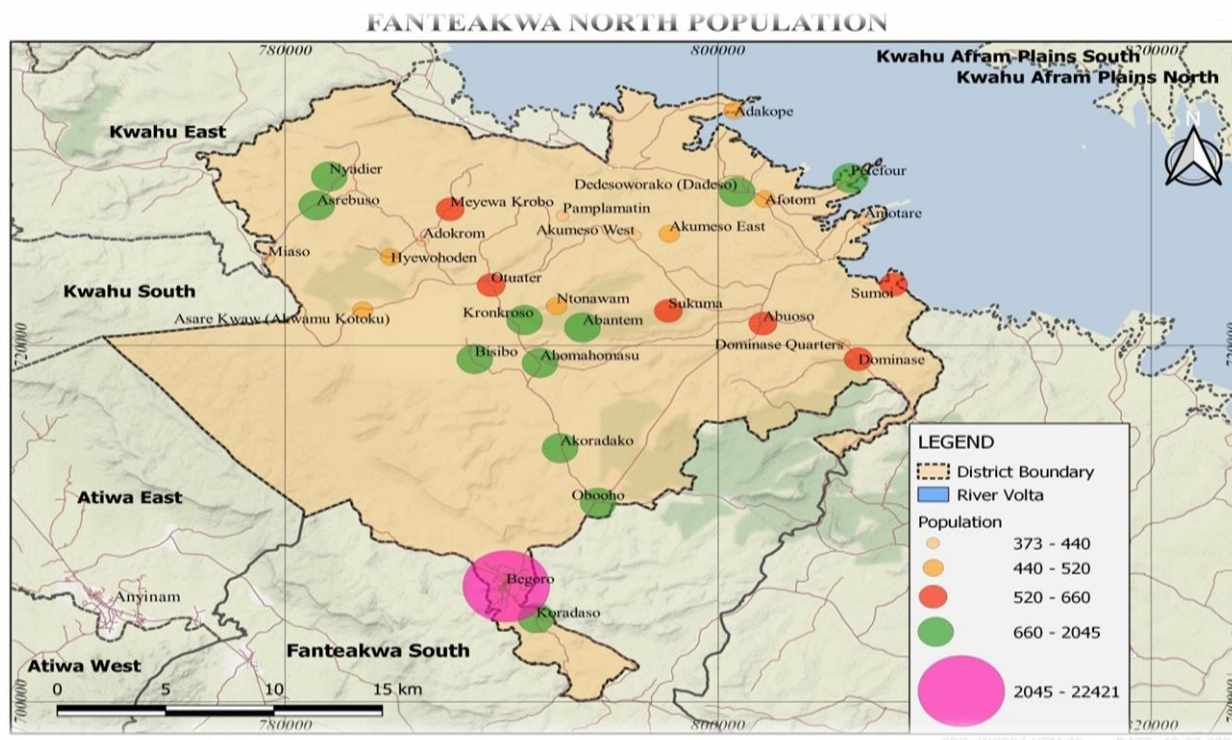 FANTEAKWA NORTH POPULATION
780000
800000
820000
Kwahu Afram Plains South
Kwahu Afram Plains North
Adakope
N
Kwahu East
Nyadier
Dedesoworako (Dadeso)
Asrebuso
Meyewa Krobo
Pamplamatin
Afotom
Adokrom
Akumeso West
Akumeso East
Miaso
Hyewohoden
Otuater
Kwahu South
Sumoi
Ntonawam
Sukuma
Asare Kwaw (Akwamu Kotoku)
Kronkroso
Abantem
Abuoso
720000
Dominase Quarters
Bisibo
Ahomahomasu
Dominase
Akoradako
LEGEND
District Boundary
Atiwa East
Obooho
River Volta
Population
373 - 440
440 - 520
Begoro
520 - 660
Anyinam
Koradaso
660 - 2045
Fanteakwa South
Atiwa West
2045 - 22421
0 5 10 15 km
700000
780000
800000
820000